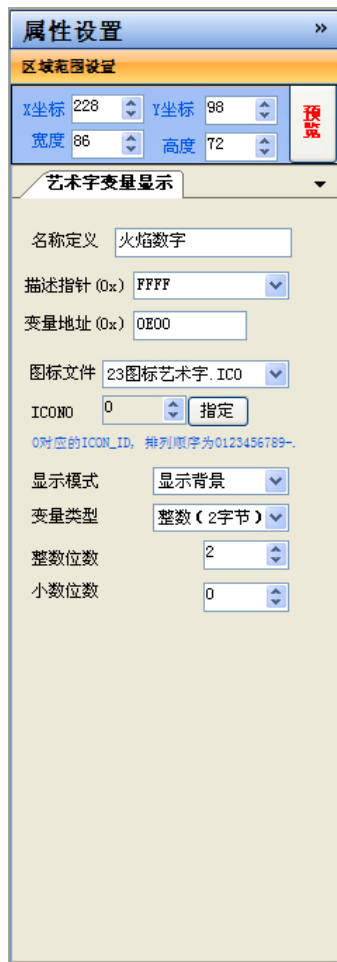 属性设置 »
区域范围设置
X坐标 228 Y坐标 98 预览
宽度 86 高度 72
艺术字变量显示
名称定义 火焰数字
描述指针(0x) FFFF
变量地址(0x) 0E00
图标文件 23图标艺术字.ICO
ICON0 0 指定
0对应的ICON_ID, 排列顺序为0123456789-.
显示模式 显示背景
变量类型 整数(2字节)
整数位数 2
小数位数 0